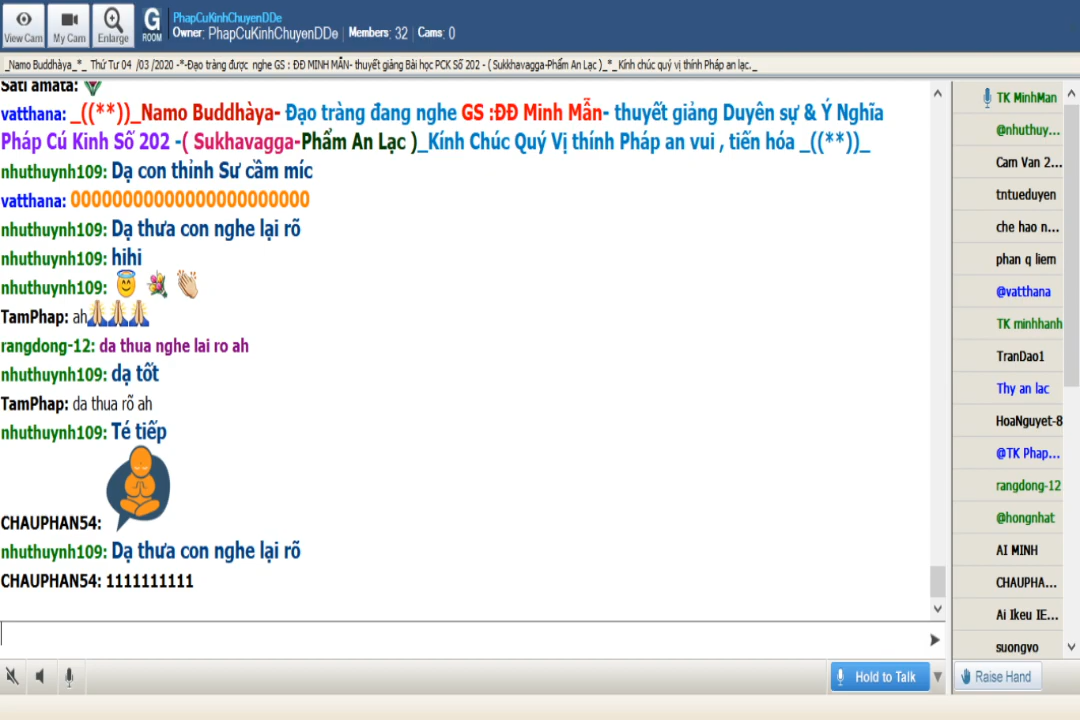 View Cam
My Cam
Enlarge
G
ROOM
PhapCuKinhChuyenDDe
Owner: PhapCuKinhChuyenDDe Members: 32 Cams: 0
_Namo Buddhàya_*_ Thứ Tư 04 /03 /2020 -*-Đạo tràng được nghe GS : ĐĐ MINH MẪN- thuyết giảng Bài học PCK Số 202 - ( Sukkhavagga-Phẩm An Lạc )_*_Kính chúc quý vị thính Pháp an lạc._
Sati amata:
vatthana: _((**))_Namo Buddhàya- Đạo tràng đang nghe GS :ĐĐ Minh Mẫn- thuyết giảng Duyên sự & Ý Nghĩa
Pháp Cú Kinh Số 202 -( Sukhavagga-Phẩm An Lạc )_Kính Chúc Quý Vị thính Pháp an vui , tiến hóa _((**))_
nhuthuynh109: Dạ con thỉnh Sư cầm míc
vatthana: 00000000000000000000000
nhuthuynh109: Dạ thưa con nghe lại rõ
nhuthuynh109: hihi
nhuthuynh109:
TamPhap: ah
rangdong-12: da thua nghe lai ro ah
nhuthuynh109: dạ tốt
TamPhap: da thua rõ ah
nhuthuynh109: Té tiếp
CHAUPHAN54:
nhuthuynh109: Dạ thưa con nghe lại rõ
CHAUPHAN54: 1111111111
Hold to Talk
TK MinhMan
@nhuthuy...
Cam Van 2...
tntueduyen
che hao n...
phan q liem
@vatthana
TK minhhanh
TranDao1
Thy an lac
HoaNguyet-8
@TK Phap...
rangdong-12
@hongnhat
AI MINH
CHAUPHA...
Ai Ikeu IE...
suongvo
Raise Hand